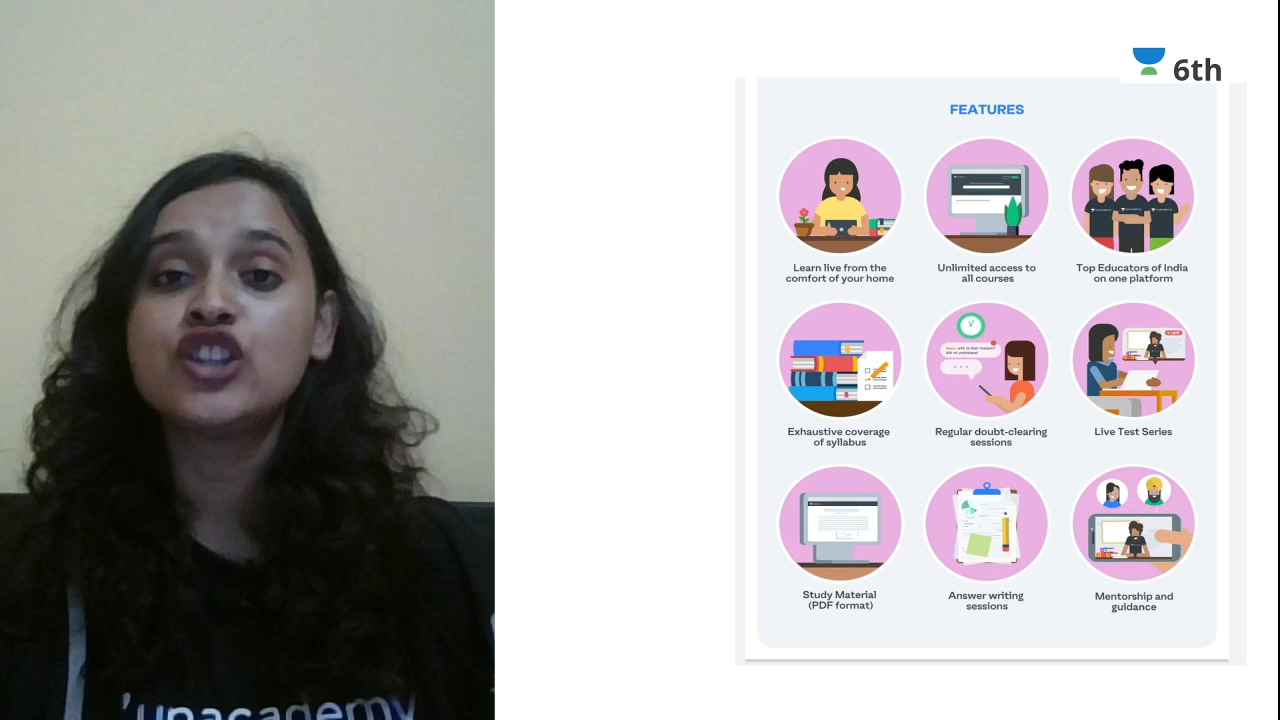 6th
FEATURES
Learn live from the
comfort of your home
Unlimited access to
all courses
Top Educators of India
on one platform
Exhaustive coverage
of syllabus
Regular doubt-clearing
sessions
LIVE
Live Test Series
Study Material
(PDF format)
Answer writing
sessions
Mentorship and
guidance
unacademy